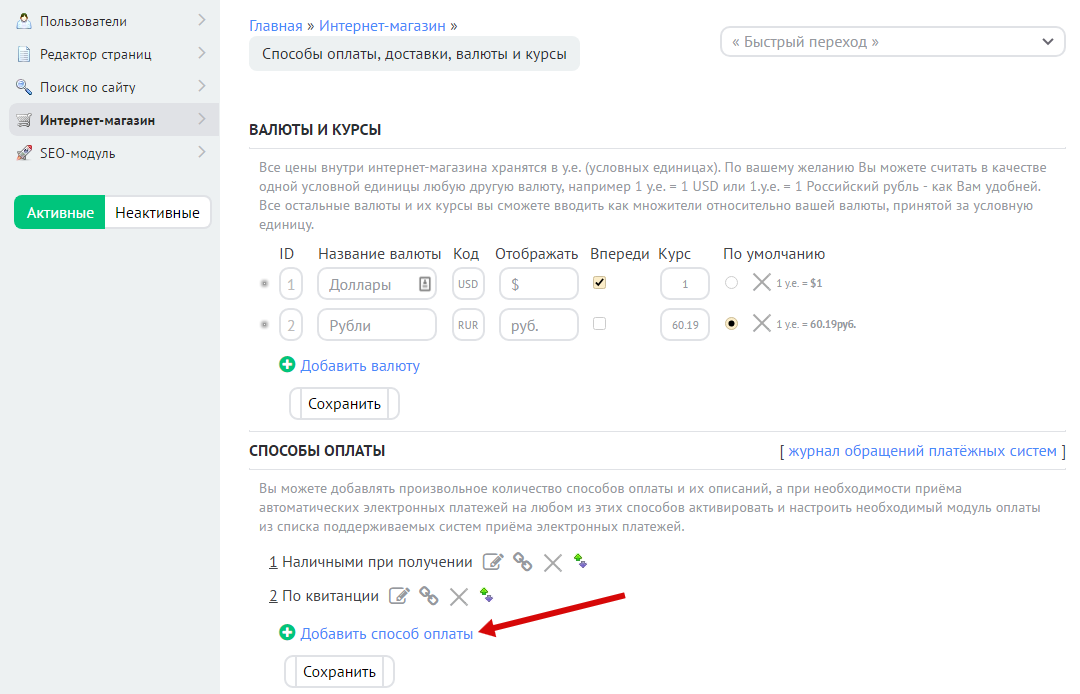 Пользователи
Редактор страниц
Поиск по сайту
Интернет-магазин
SEO-модуль
Активные Неактивные
Главная » Интернет-магазин »
Способы оплаты, доставки, валюты и курсы
« Быстрый переход »
ВАЛЮТЫ И КУРСЫ
Все цены внутри интернет-магазина хранятся в у.е. (условных единицах). По вашему желанию Вы можете считать в качестве
одной условной единицы любую другую валюту, например 1 у.е. = 1 USD или 1.у.е. = 1 Российский рубль - как Вам удобней.
Все остальные валюты и их курсы вы сможете вводить как множители относительно вашей валюты, принятой за условную
единицу.
ID Название валюты Код Отображать Впереди Курс По умолчанию
1 Доллары USD $ 1 1 у.е. = $1
2 Рубли RUR руб. 60.19 1 у.е. = 60.19руб.
Добавить валюту
Сохранить
СПОСОБЫ ОПЛАТЫ [ журнал обращений платёжных систем ]
Вы можете добавлять произвольное количество способов оплаты и их описаний, а при необходимости приёма
автоматических электронных платежей на любом из этих способов активировать и настроить необходимый модуль оплаты
из списка поддерживаемых систем приёма электронных платежей.
1 Наличными при получении
2 По квитанции
Добавить способ оплаты
Сохранить